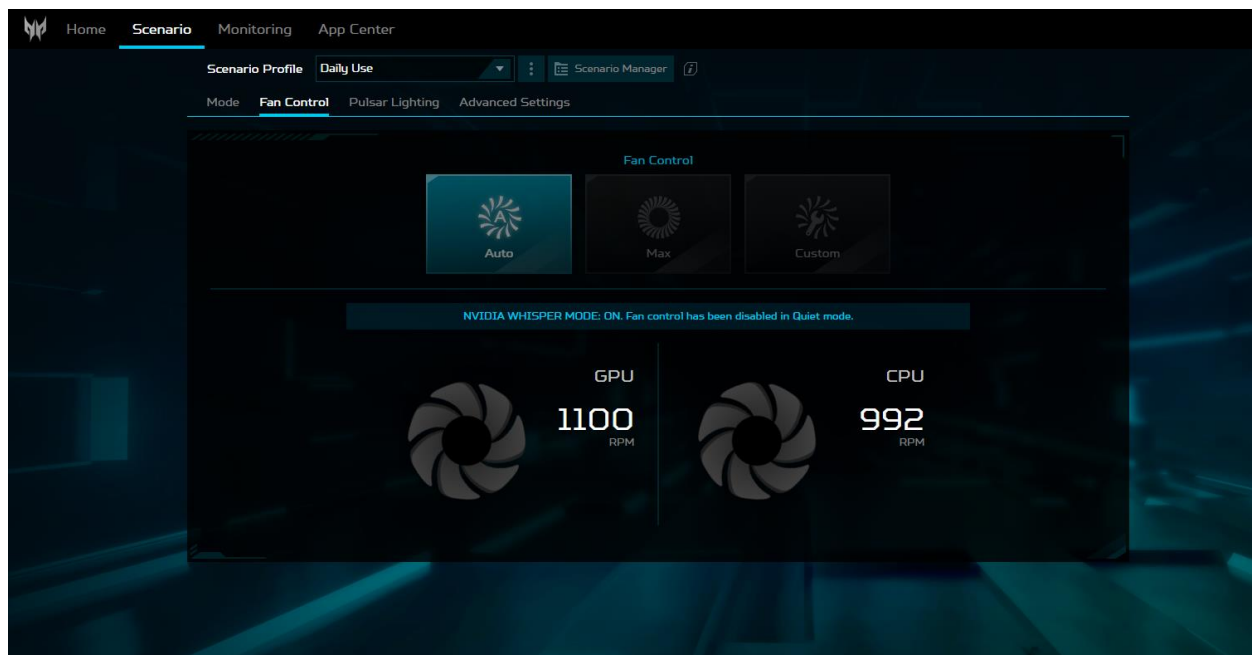 Home Scenario Monitoring App Center
Scenario Profile Daily Use Scenario Manager i
Mode Fan Control Pulsar Lighting Advanced Settings
Fan Control
A
Auto Max Custom
NVIDIA WHISPER MODE: ON. Fan control has been disabled in Quiet mode.
GPU
1100
RPM
CPU
992
RPM